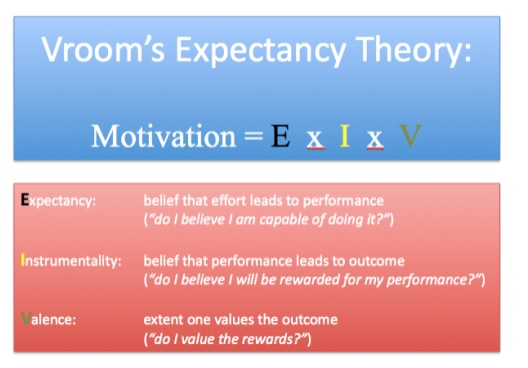 Vroom's Expectancy Theory:
Motivation = E x I x V
Expectancy: belief that effort leads to performance
("do I believe I am capable of doing it?")
Instrumentality: belief that performance leads to outcome
("do I believe I will be rewarded for my performance?")
Valence: extent one values the outcome
("do I value the rewards?")